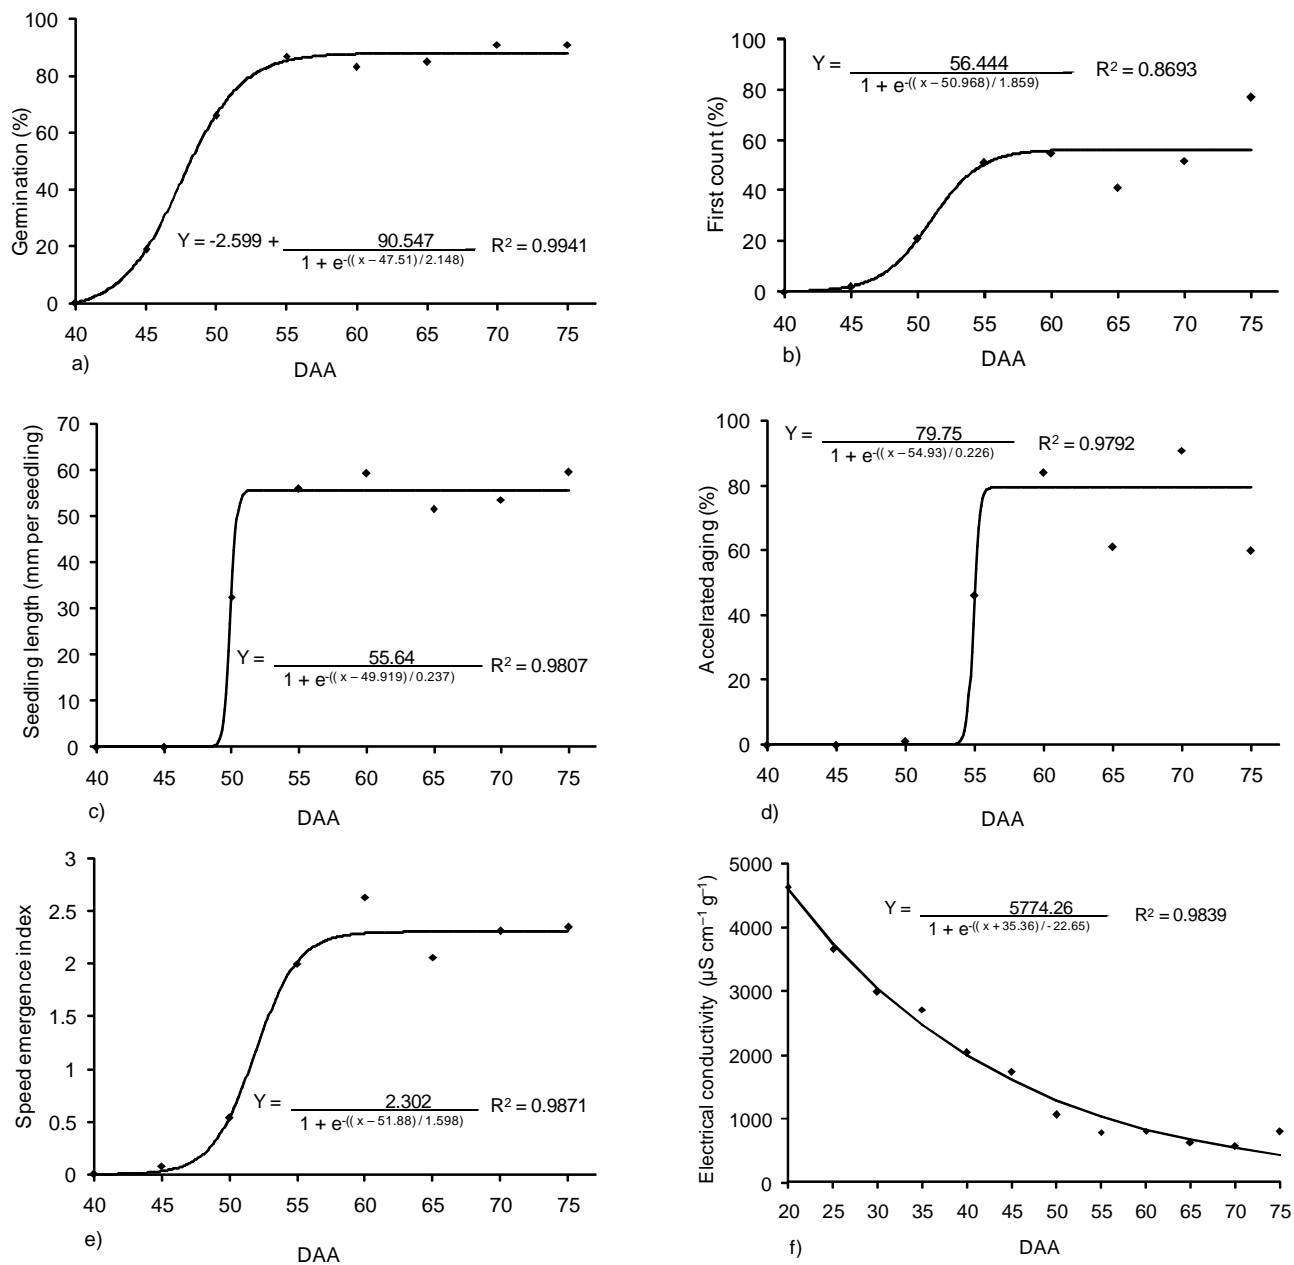 100
80
60
40
20
0
Germination (%)
Y = -2.599 + 90.547
1 + e-(( x – 47.51) / 2.148)
R2 = 0.9941
40 45 50 55 60 65 70 75
a)
DAA
100
80
60
40
20
0
First count (%)
Y = 56.444
1 + e-(( x – 50.968) / 1.859)
R2 = 0.8693
40 45 50 55 60 65 70 75
b)
DAA
70
60
50
40
30
20
10
0
Seedling length (mm per seedling)
Y = 55.64
1 + e-(( x – 49.919) / 0.237)
R2 = 0.9807
40 45 50 55 60 65 70 75
c)
DAA
100
80
60
40
20
0
Accelrated aging (%)
Y = 79.75
1 + e-(( x – 54.93) / 0.226)
R2 = 0.9792
40 45 50 55 60 65 70 75
d)
DAA
3
2.5
2
1.5
1
0.5
0
Speed emergence index
Y = 2.302
1 + e-(( x – 51.88) / 1.598)
R2 = 0.9871
40 45 50 55 60 65 70 75
e)
DAA
5000
4000
3000
2000
1000
0
Electrical conductivity (µS cm–1 g–1)
Y = 5774.26
1 + e-(( x + 35.36) / -22.65)
R2 = 0.9839
20 25 30 35 40 45 50 55 60 65 70 75
f)
DAA